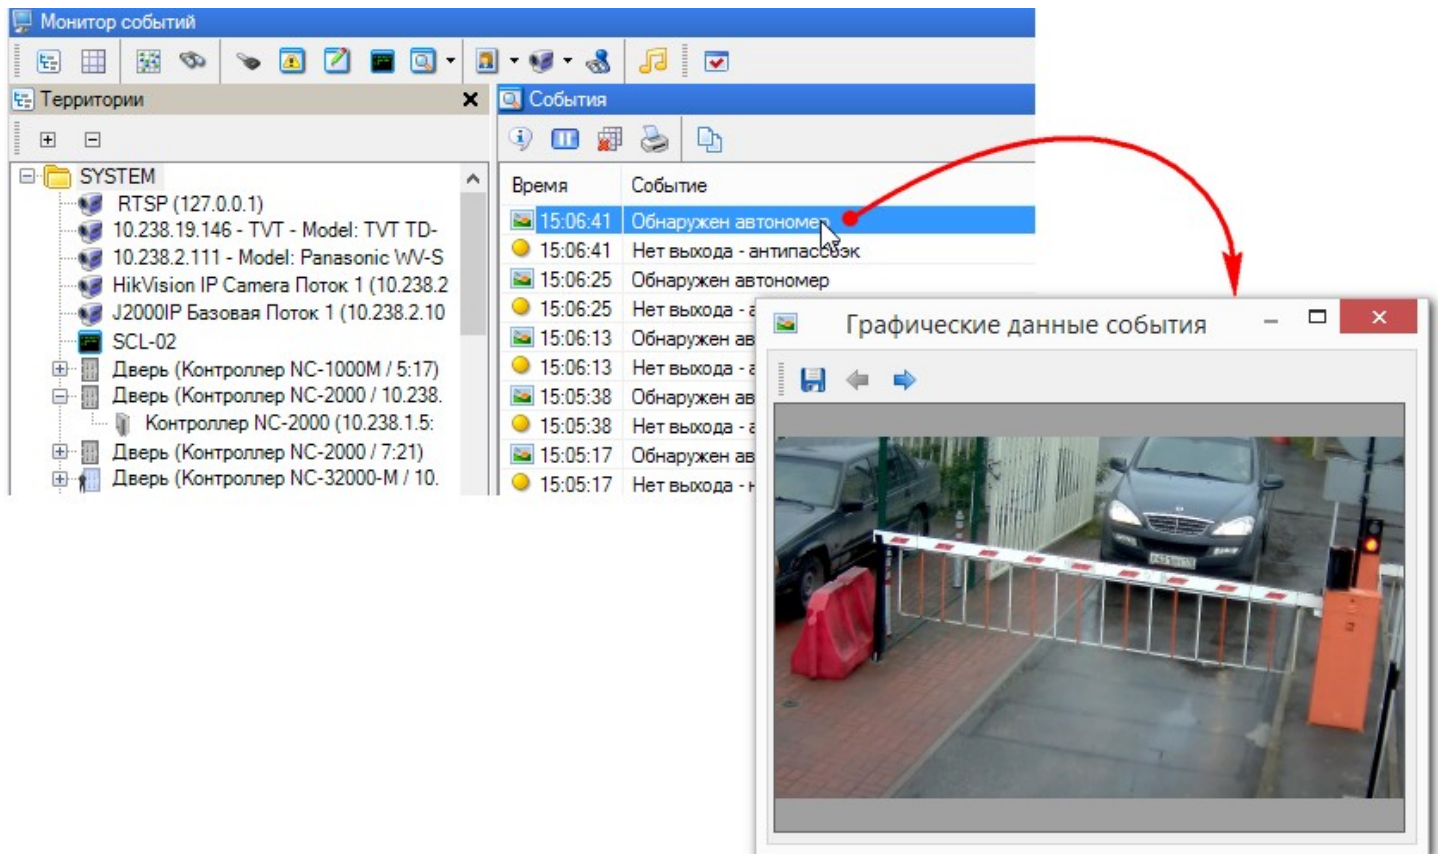 Монитор событий
Территории
SYSTEM
RTSP (127.0.0.1)
10.238.19.146 - TVT - Model: TVT TD-
10.238.2.111 - Model: Panasonic WV-S
HikVision IP Camera Поток 1 (10.238.2
J2000IP Базовая Поток 1 (10.238.2.10
SCL-02
Дверь (Контроллер NC-1000M / 5:17)
Дверь (Контроллер NC-2000 / 10.238.
Контроллер NC-2000 (10.238.1.5:
Дверь (Контроллер NC-2000 / 7:21)
Дверь (Контроллер NC-32000-M / 10.
События
Время Событие
15:06:41 Обнаружен автономер
15:06:41 Нет выхода - антипассбэк
15:06:25 Обнаружен автономер
15:06:25 Нет выхода - а
15:06:13 Обнаружен ав
15:06:13 Нет выхода - а
15:05:38 Обнаружен ав
15:05:38 Нет выхода - а
15:05:17 Обнаружен ав
15:05:17 Нет выхода - н
Графические данные события